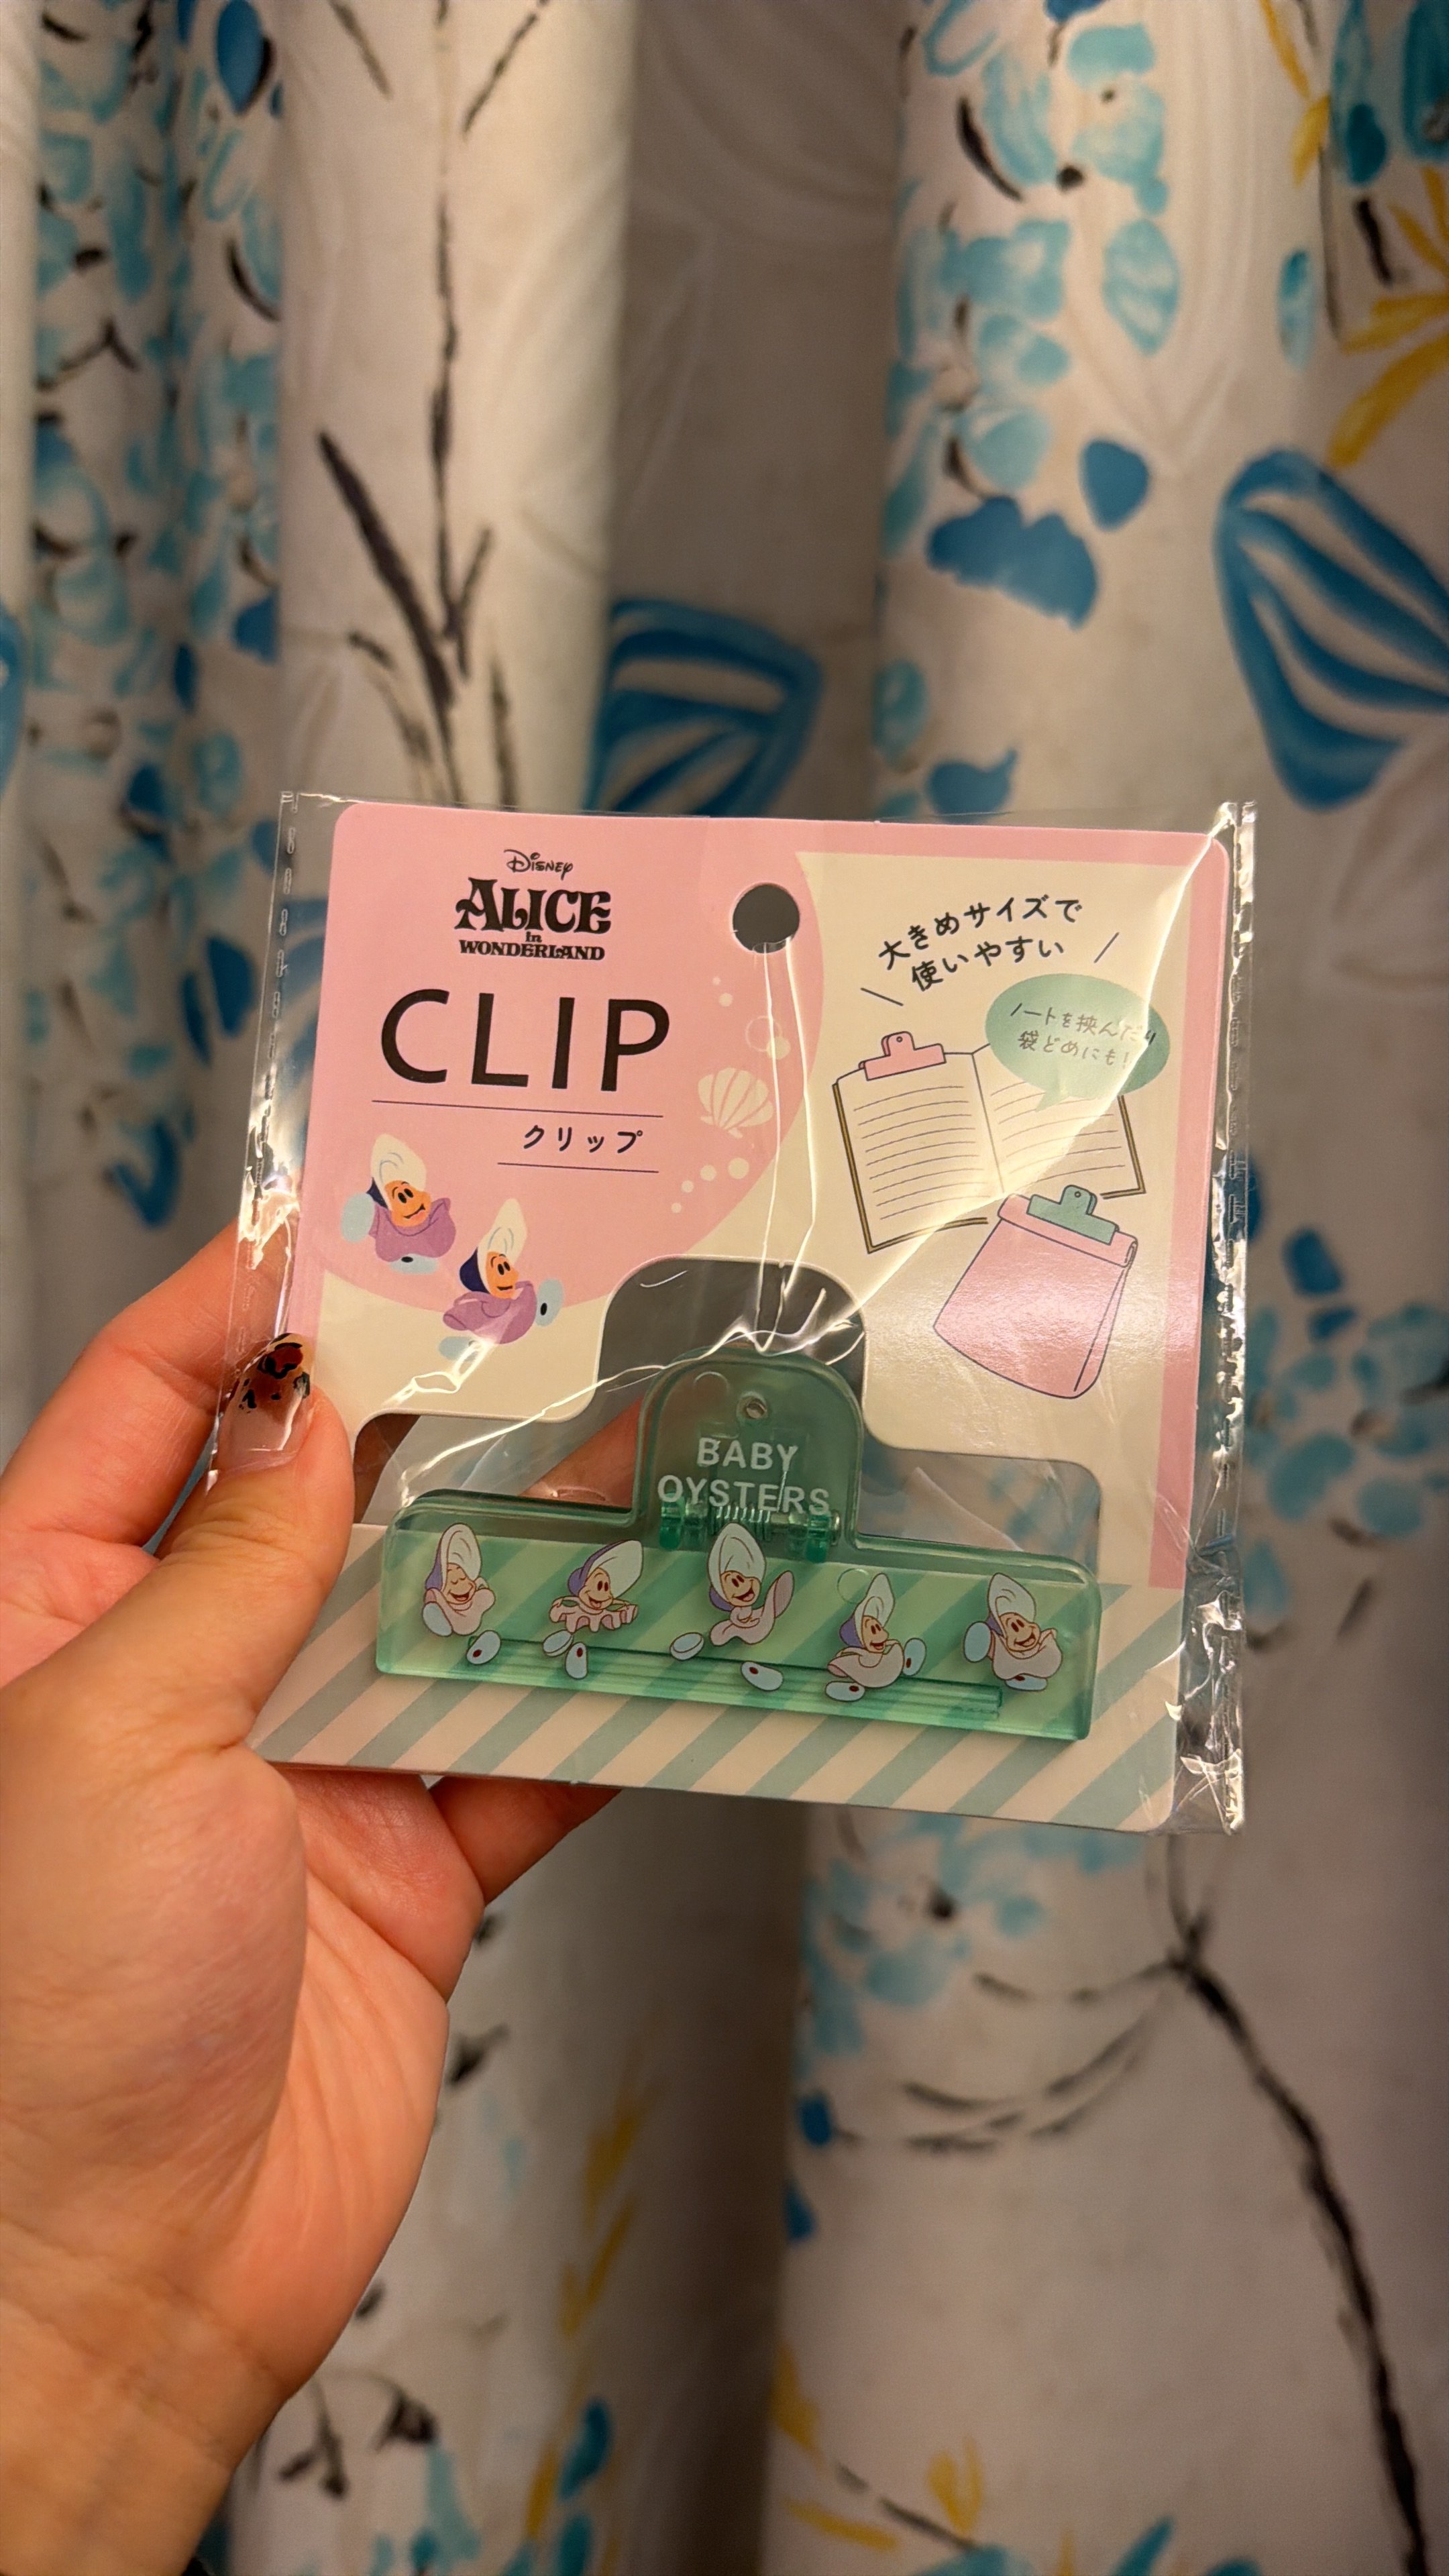 Disney
ALICE
in
WONDERLAND
CLIP
クリップ
大きめサイズで
使いやすい
ノートを挟んだり
袋どめにも!
BABY
OYSTERS